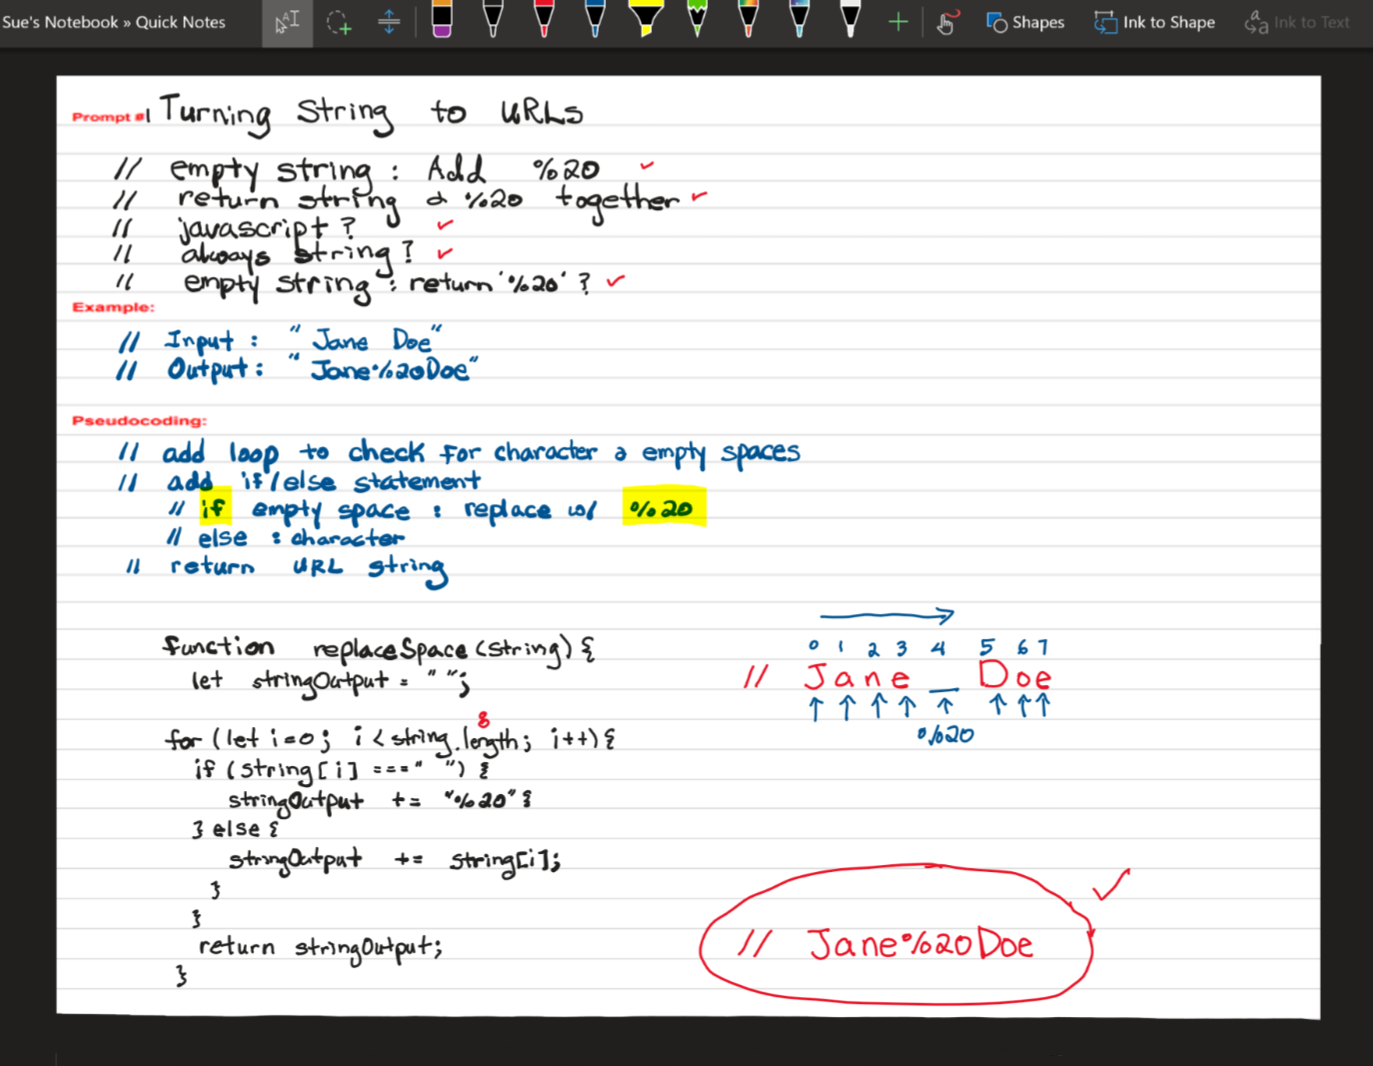 Sue's Notebook » Quick Notes
Shapes
Ink to Shape
Ink to Text
Prompt #1 Turning String to URLs
// empty string : Add %20 ✓
// return string & %20 together ✓
// javascript? ✓
// always string? ✓
// empty string : return '%20' ? ✓
Example:
// Input : "Jane Doe"
// Output : "Jane%20Doe"
Pseudocoding:
// add loop to check for character & empty spaces
// add if/else statement
// if empty space : replace w/ %20
// else : character
// return URL string
function replaceSpace(string) {
let stringOutput = " ";
for (let i=0; i < string.length; i++) {
8
if (string[i] === " ") {
stringOutput += "%20" {
} else {
stringOutput += string[i];
}
}
return stringOutput;
}
0 1 2 3 4 5 6 7
// Jane _ Doe
%20
// Jane%20Doe ✓